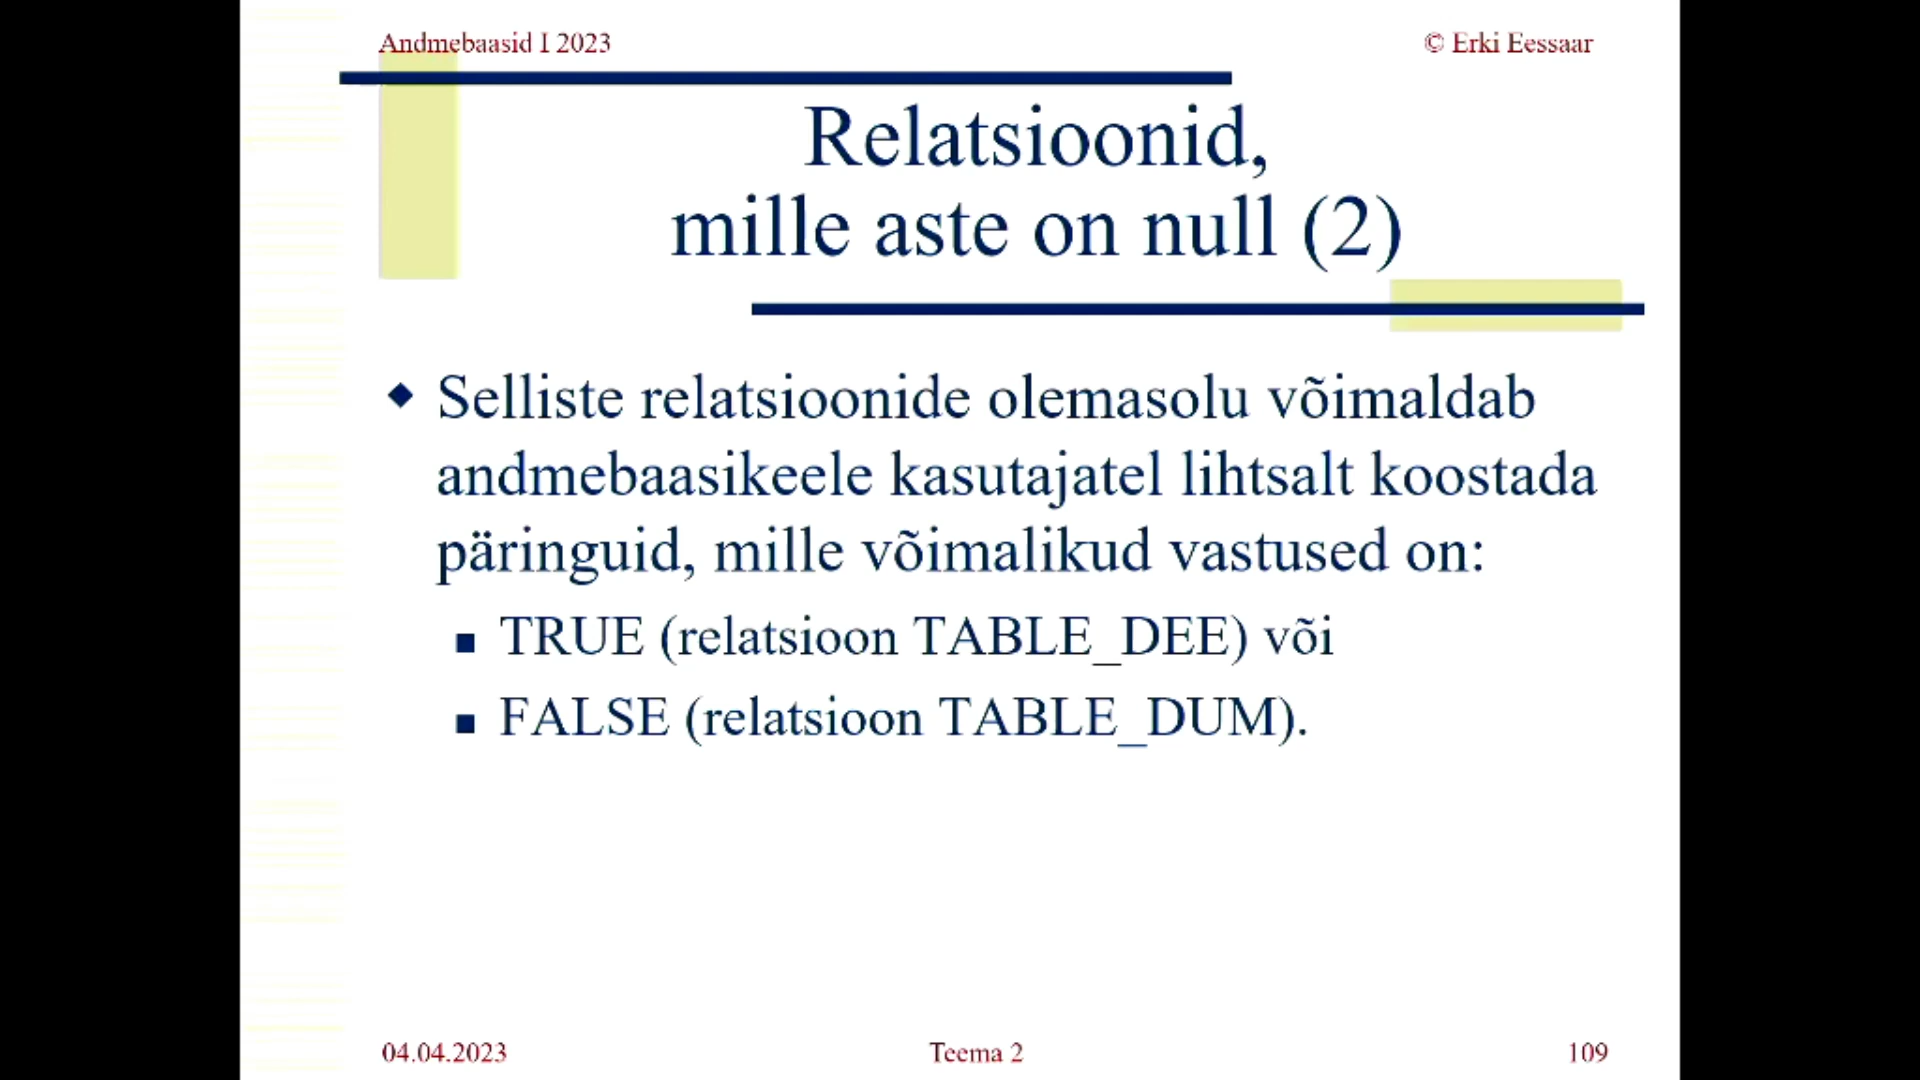 Andmebaasid I 2023
© Erki Eessaar
Relatsioonid,
mille aste on null (2)
Selliste relatsioonide olemasolu võimaldab
andmebaasikeele kasutajatel lihtsalt koostada
päringuid, mille võimalikud vastused on:
TRUE (relatsioon TABLE_DEE) või
FALSE (relatsioon TABLE_DUM).
04.04.2023
Teema 2
109